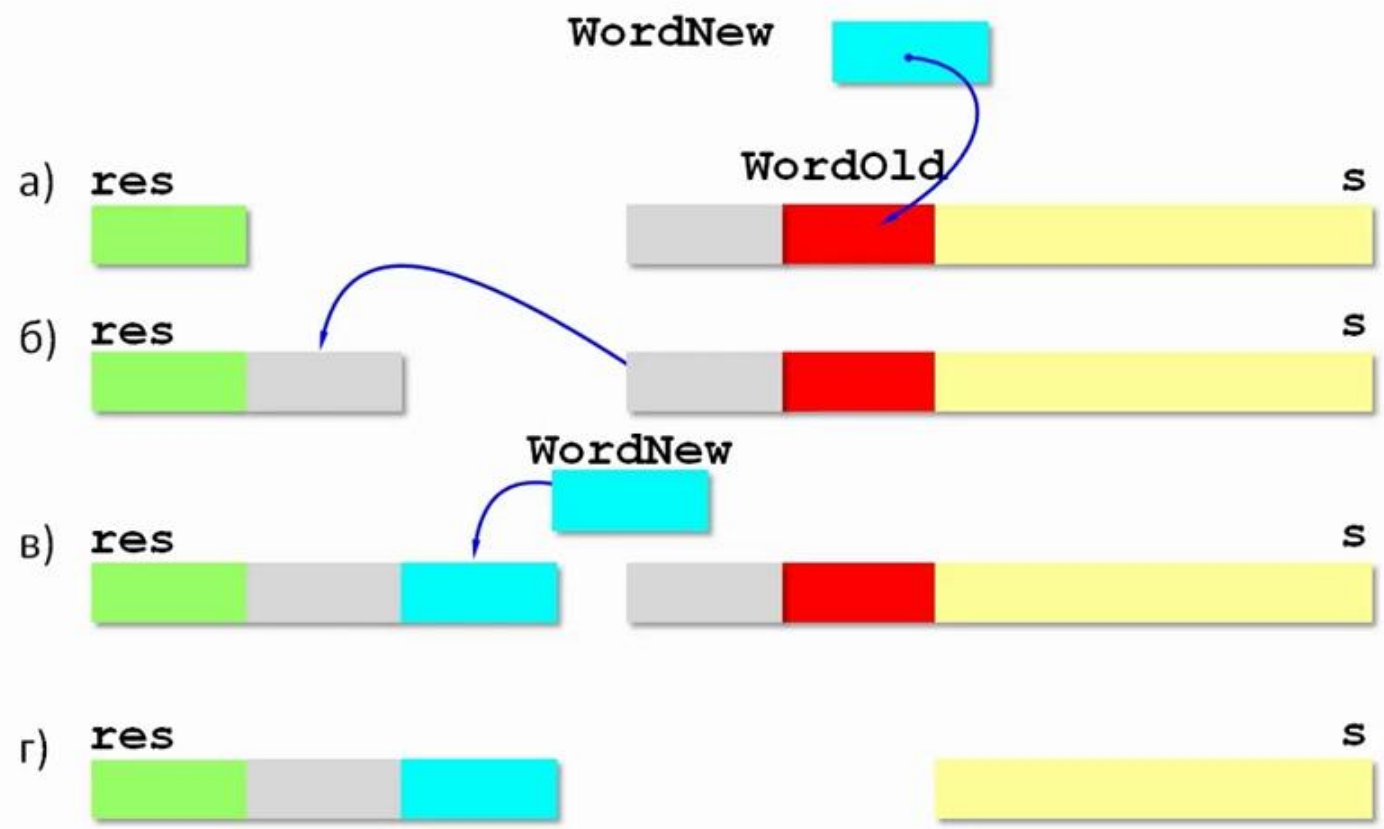 WordNew
WordOld
а) res s
б) res s
WordNew
в) res s
г) res s